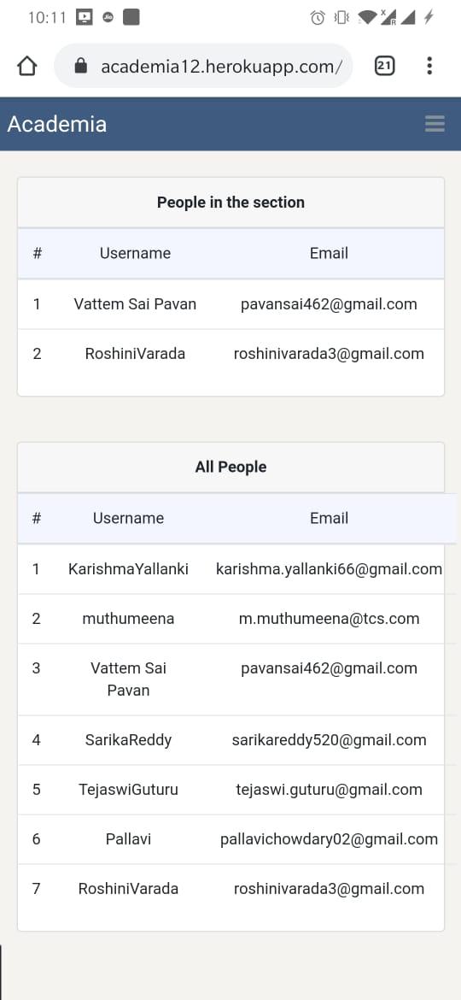 10:11 Jio x R
academia12.herokuapp.com/ 21
Academia
People in the section
# Username Email
1 Vattem Sai Pavan pavansai462@gmail.com
2 RoshiniVarada roshinivarada3@gmail.com
All People
# Username Email
1 KarishmaYallanki karishma.yallanki66@gmail.com
2 muthumeena m.muthumeena@tcs.com
3 Vattem Sai pavansai462@gmail.com
Pavan
4 SarikaReddy sarikareddy520@gmail.com
5 TejaswiGuturu tejaswi.guturu@gmail.com
6 Pallavi pallavichowdary02@gmail.com
7 RoshiniVarada roshinivarada3@gmail.com